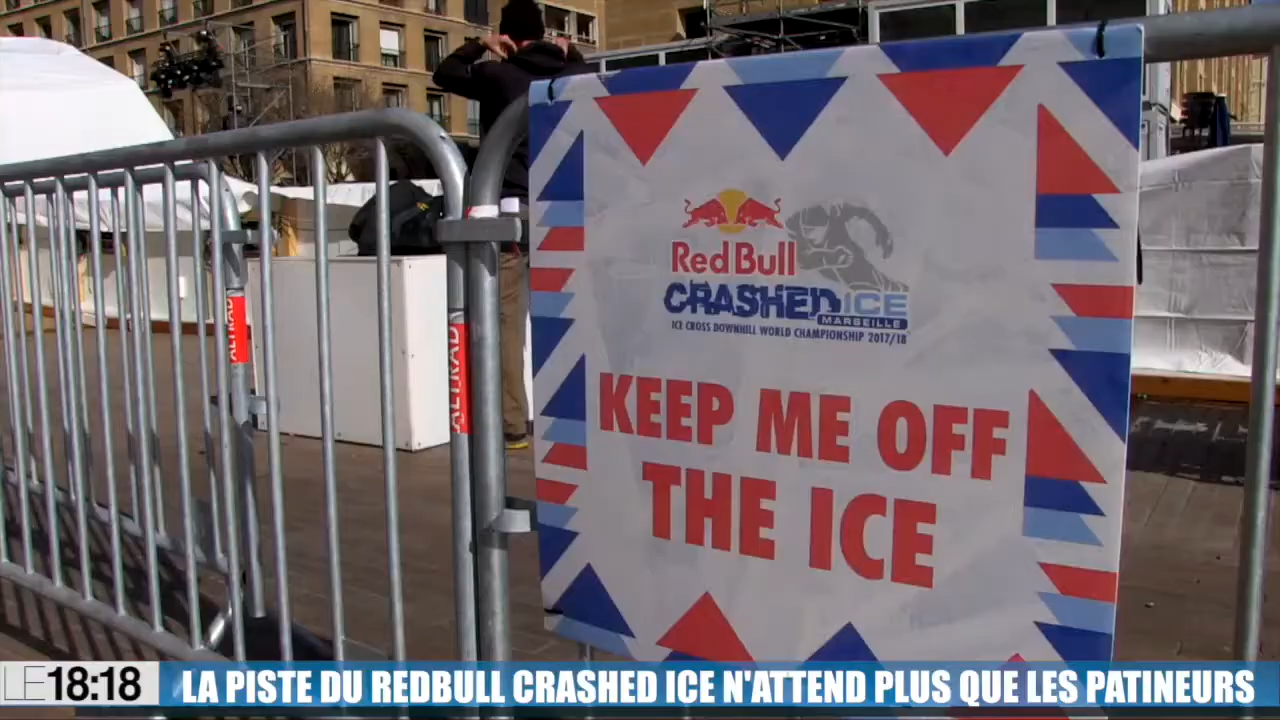 Red Bull
CRASHED ICE
MARSEILLE
ICE CROSS DOWNHILL WORLD CHAMPIONSHIP 2017/18
KEEP ME OFF
THE ICE
ALTRAD
ALTRAD
LE 18:18 LA PISTE DU REDBULL CRASHED ICE N'ATTEND PLUS QUE LES PATINEURS